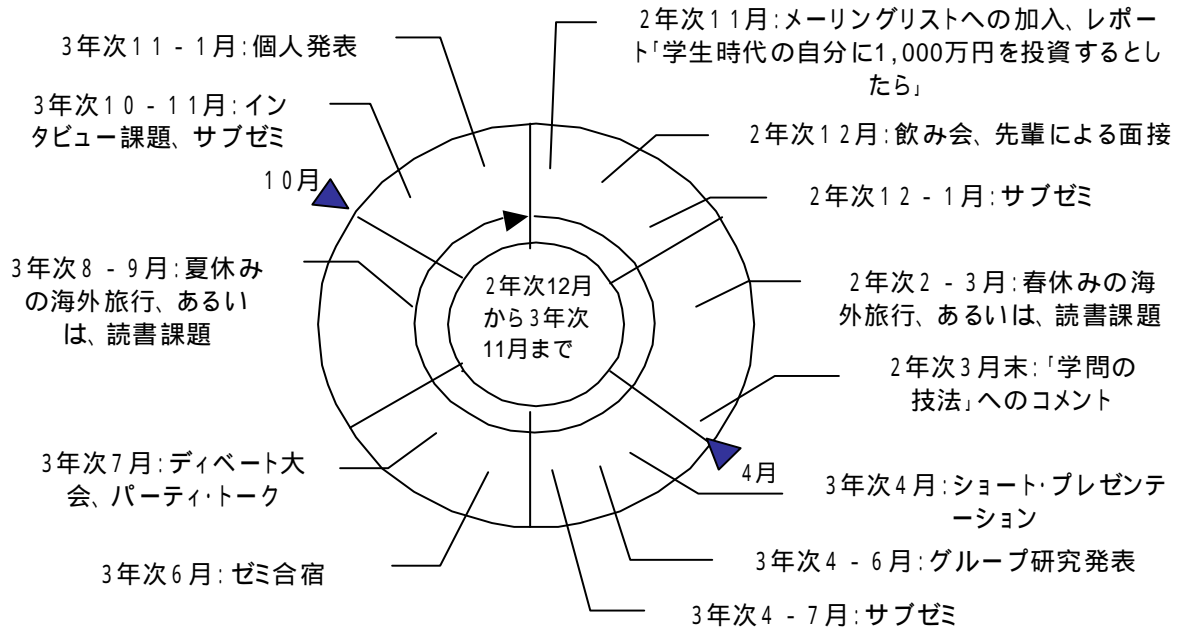 2年次11月:メーリングリストへの加入、レポー
ト「学生時代の自分に1,000万円を投資するとし
たら」
2年次12月:飲み会、先輩による面接
2年次12-1月:サブゼミ
2年次2-3月:春休みの海
外旅行、あるいは、読書課題
2年次3月末:「学問の
技法」へのコメント
4月
3年次4月:ショート・プレゼンテ
ーション
3年次4-6月:グループ研究発表
3年次4-7月:サブゼミ
3年次6月:ゼミ合宿
3年次7月:ディベート大
会、パーティ・トーク
3年次8-9月:夏休み
の海外旅行、あるい
は、読書課題
10月
3年次10-11月:イン
タビュー課題、サブゼミ
3年次11-1月:個人発表
2年次12月
から3年次
11月まで